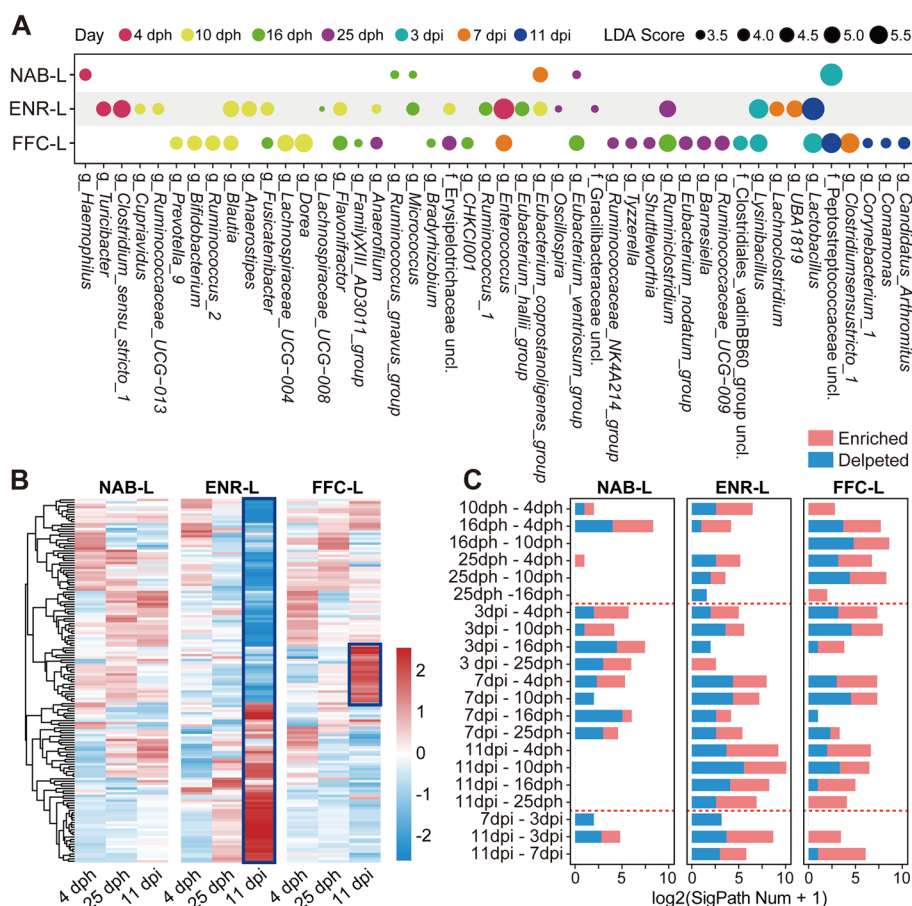 A
Day 4 dph 10 dph 16 dph 25 dph 3 dpi 7 dpi 11 dpi LDA Score 3.5 4.0 4.5 5.0 5.5
NAB-L
ENR-L
FFC-L
g_Haemophilus
g_Turicibacter
g_Clostridium_sensu_stricto_1
g_Cupriavidus
g_Ruminococcaceae_UCG-013
g_Prevotella_9
g_Bifidobacterium
g_Ruminococcus_2
g_Blautia
g_Anaerostipes
g_Fusicatenibacter
g_Lachnospiraceae_UCG-004
g_Dorea
g_Lachnospiraceae_UCG-008
g_Flavonifractor
g_FamilyXIII_AD3011_group
g_Anaerofilum
g_Ruminococcus_gnavus_group
g_Micrococcus
g_Bradyrhizobium
f_Erysipelotrichaceae uncl.
g_CHKCI001
g_Ruminococcus_1
g_Enterococcus
g_Eubacterium_hallii_group
g_Eubacterium_coprostanoligenes_group
g_Oscillospira
g_Eubacterium_ventriosum_group
f_Gracilibacteraceae uncl.
g_Ruminococcaceae_NK4A214_group
g_Tyzzerella
g_Shuttleworthia
g_Ruminiclostridium
g_Eubacterium_nodatum_group
g_Barnesiella
g_Ruminococcaceae_UCG-009
f_Clostridiales_vadinBB60_group uncl.
g_Lysinibacillus
g_Lachnoclostridium
g_UBA1819
g_Lactobacillus
f_Peptostreptococcaceae uncl.
g_Clostridiumsensustricto_1
g_Corynebacterium_1
g_Comamonas
g_Candidatus_Arthromitus
Enriched
Delpeted
B
NAB-L ENR-L FFC-L
2
1
0
-1
-2
4 dph 25 dph 11 dpi 4 dph 25 dph 11 dpi 4 dph 25 dph 11 dpi
C
NAB-L ENR-L FFC-L
10dph - 4dph
16dph - 4dph
16dph - 10dph
25dph - 4dph
25dph - 10dph
25dph -16dph
3dpi - 4dph
3dpi - 10dph
3dpi - 16dph
3 dpi - 25dph
7dpi - 4dph
7dpi - 10dph
7dpi - 16dph
7dpi - 25dph
11dpi - 4dph
11dpi - 10dph
11dpi - 16dph
11dpi - 25dph
7dpi - 3dpi
11dpi - 3dpi
11dpi - 7dpi
0 5 10 0 5 10 0 5 10
log2(SigPath Num + 1)